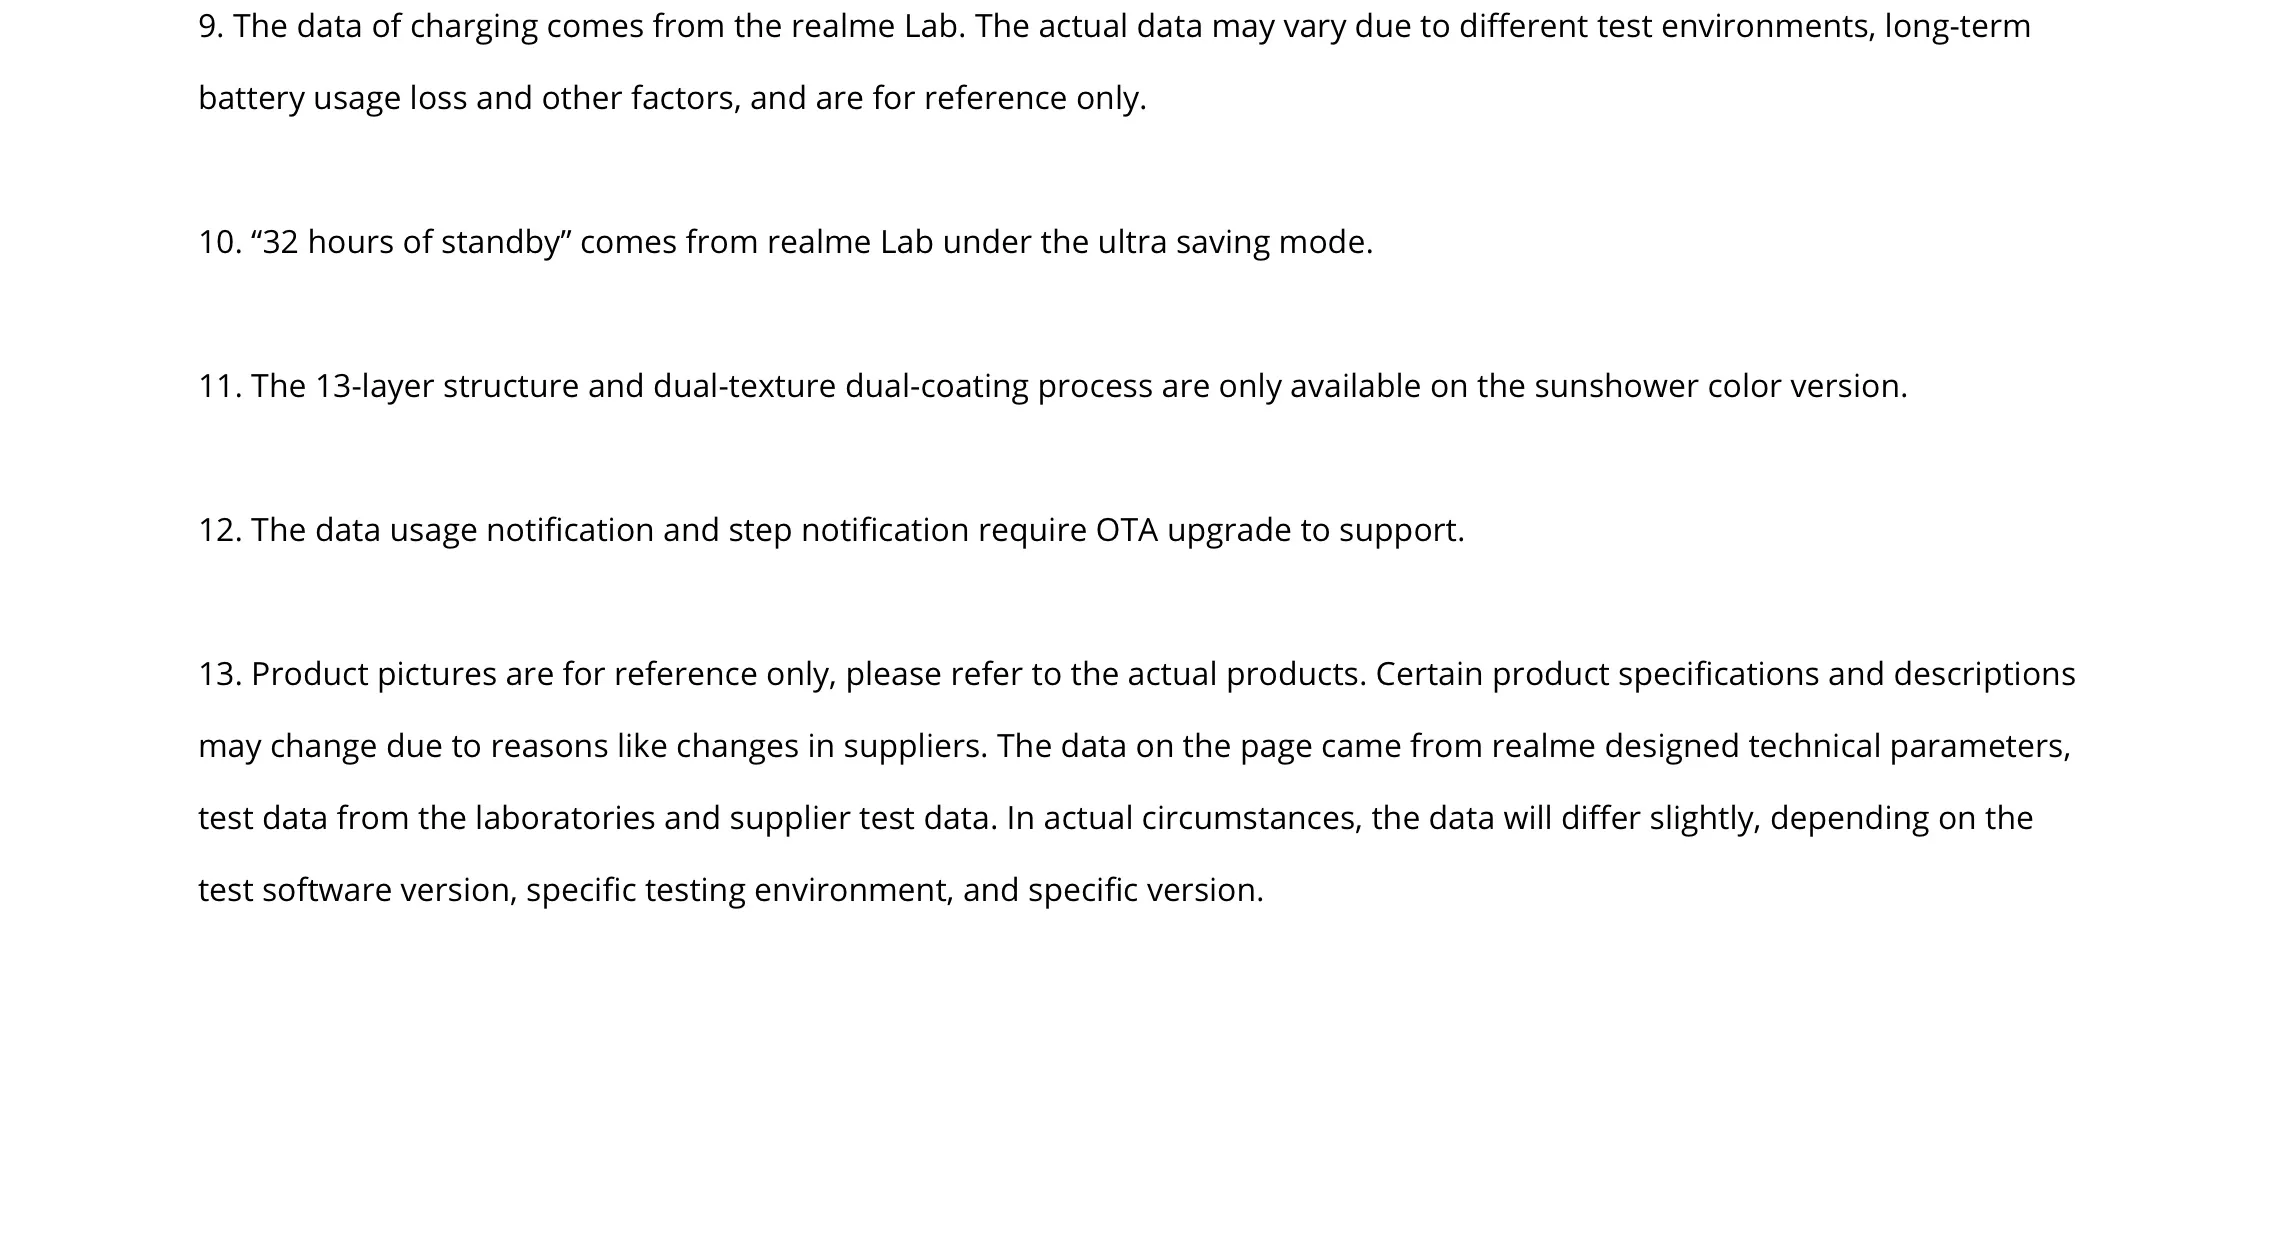 9. The data of charging comes from the realme Lab. The actual data may vary due to different test environments, long-term
battery usage loss and other factors, and are for reference only.
10. “32 hours of standby” comes from realme Lab under the ultra saving mode.
11. The 13-layer structure and dual-texture dual-coating process are only available on the sunshower color version.
12. The data usage notification and step notification require OTA upgrade to support.
13. Product pictures are for reference only, please refer to the actual products. Certain product specifications and descriptions
may change due to reasons like changes in suppliers. The data on the page came from realme designed technical parameters,
test data from the laboratories and supplier test data. In actual circumstances, the data will differ slightly, depending on the
test software version, specific testing environment, and specific version.